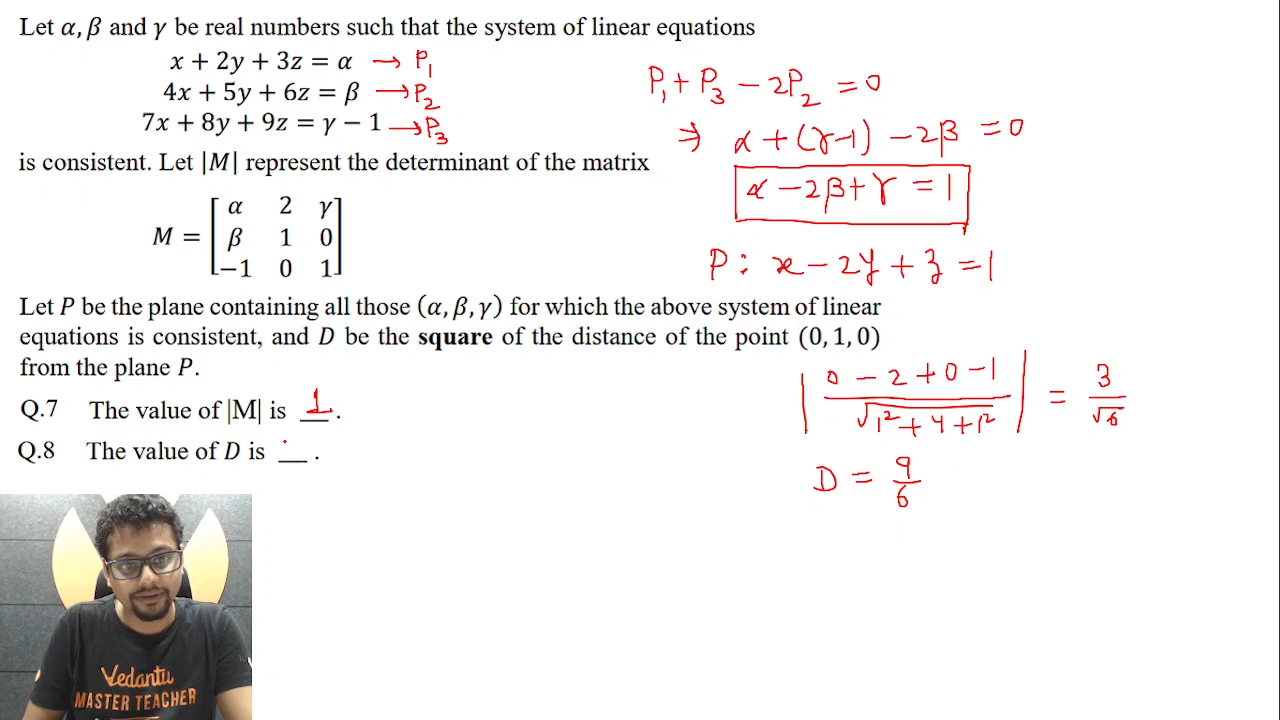 Let α, β and γ be real numbers such that the system of linear equations
x + 2y + 3z = α → P₁
4x + 5y + 6z = β → P₂
7x + 8y + 9z = γ − 1 → P₃
is consistent. Let |M| represent the determinant of the matrix
M = [ α 2 γ
β 1 0
−1 0 1 ]
Let P be the plane containing all those (α, β, γ) for which the above system of linear
equations is consistent, and D be the square of the distance of the point (0, 1, 0)
from the plane P.
Q.7 The value of |M| is 1.
Q.8 The value of D is __ .
P₁ + P₃ − 2P₂ = 0
⇒ α + (γ−1) − 2β = 0
α − 2β + γ = 1
P : x − 2y + z = 1
| (0 − 2 + 0 − 1) / √(1² + 4 + 1²) | = 3/√6
D = 9/6
Vedantu
MASTER TEACHER